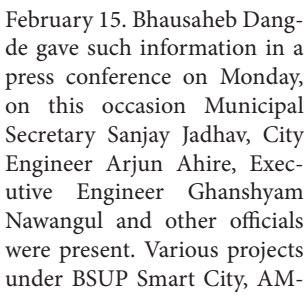 February 15. Bhausaheb Dang-
de gave such information in a
press conference on Monday,
on this occasion Municipal
Secretary Sanjay Jadhav, City
Engineer Arjun Ahire, Exec-
utive Engineer Ghanshyam
Nawangul and other officials
were present. Various projects
under BSUP Smart City, AM-